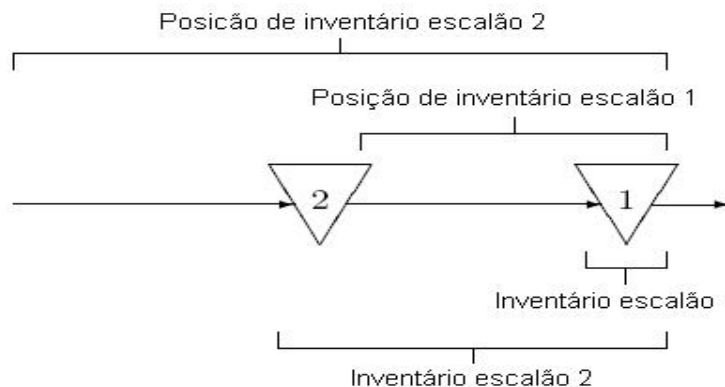 Posicão de inventário escalão 2
Posição de inventário escalão 1
2
1
Inventário escalão
Inventário escalão 2